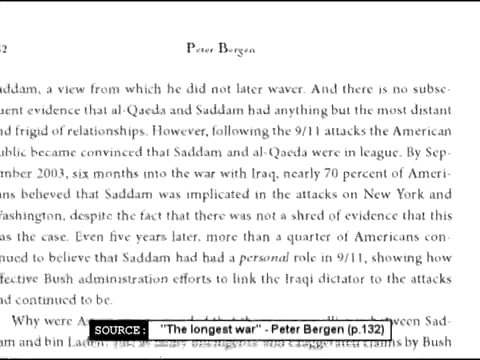 2
Peter Bergen
addam, a view from which he did not later waver. And there is no subse-
uent evidence that al-Qaeda and Saddam had anything but the most distant
nd frigid of relationships. However, following the 9/11 attacks the American
ublic became convinced that Saddam and al-Qaeda were in league. By Sep-
mber 2003, six months into the war with Iraq, nearly 70 percent of Ameri-
ans believed that Saddam was implicated in the attacks on New York and
Washington, despite the fact that there was not a shred of evidence that this
as the case. Even five years later, more than a quarter of Americans con-
nued to believe that Saddam had had a personal role in 9/11, showing how
ffective Bush administration efforts to link the Iraqi dictator to the attacks
ad continued to be.
Why were Between Sad-
am and bin Laden by Bush
SOURCE: "The longest war" - Peter Bergen (p.132)